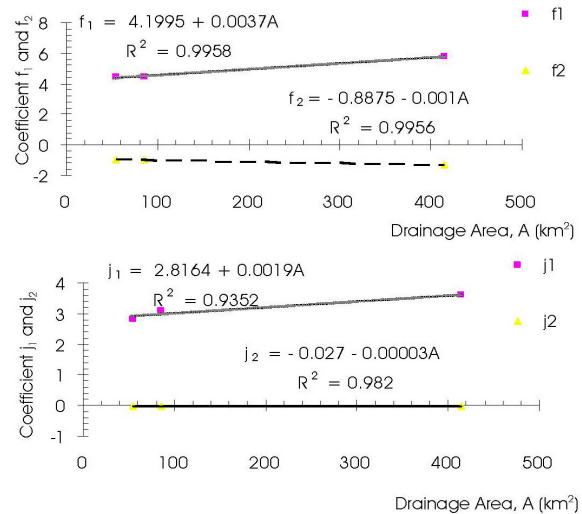 8
f1 = 4.1995 + 0.0037A
R² = 0.9958
f1
f2
6
4
f2 = - 0.8875 - 0.001A
R² = 0.9956
2
0
-2
Coefficient f1 and f2
0 100 200 300 400 500
Drainage Area, A (km²)
j1 = 2.8164 + 0.0019A
R² = 0.9352
j1
j2
4
3
2
j2 = - 0.027 - 0.00003A
R² = 0.982
1
0
-1
Coefficient j1 and j2
0 100 200 300 400 500
Drainage Area, A (km²)